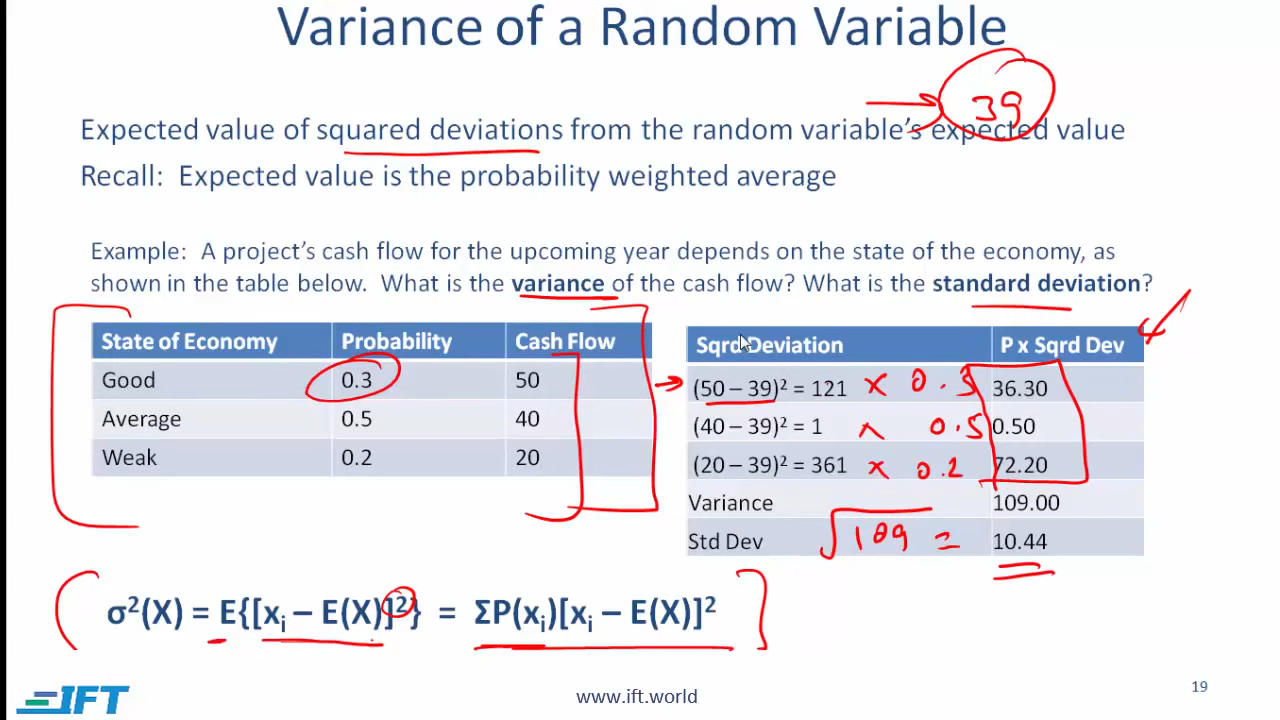 Variance of a Random Variable
39
Expected value of squared deviations from the random variable's expected value
Recall: Expected value is the probability weighted average
Example: A project's cash flow for the upcoming year depends on the state of the economy, as
shown in the table below. What is the variance of the cash flow? What is the standard deviation?
State of Economy Probability Cash Flow
Good 0.3 50
Average 0.5 40
Weak 0.2 20
Sqrd Deviation P x Sqrd Dev
(50 – 39)² = 121 × 0.3 36.30
(40 – 39)² = 1 × 0.5 0.50
(20 – 39)² = 361 × 0.2 72.20
Variance 109.00
Std Dev √109 = 10.44
σ²(X) = E{[xᵢ – E(X)]²} = ΣP(xᵢ)[xᵢ – E(X)]²
IFT
www.ift.world
19